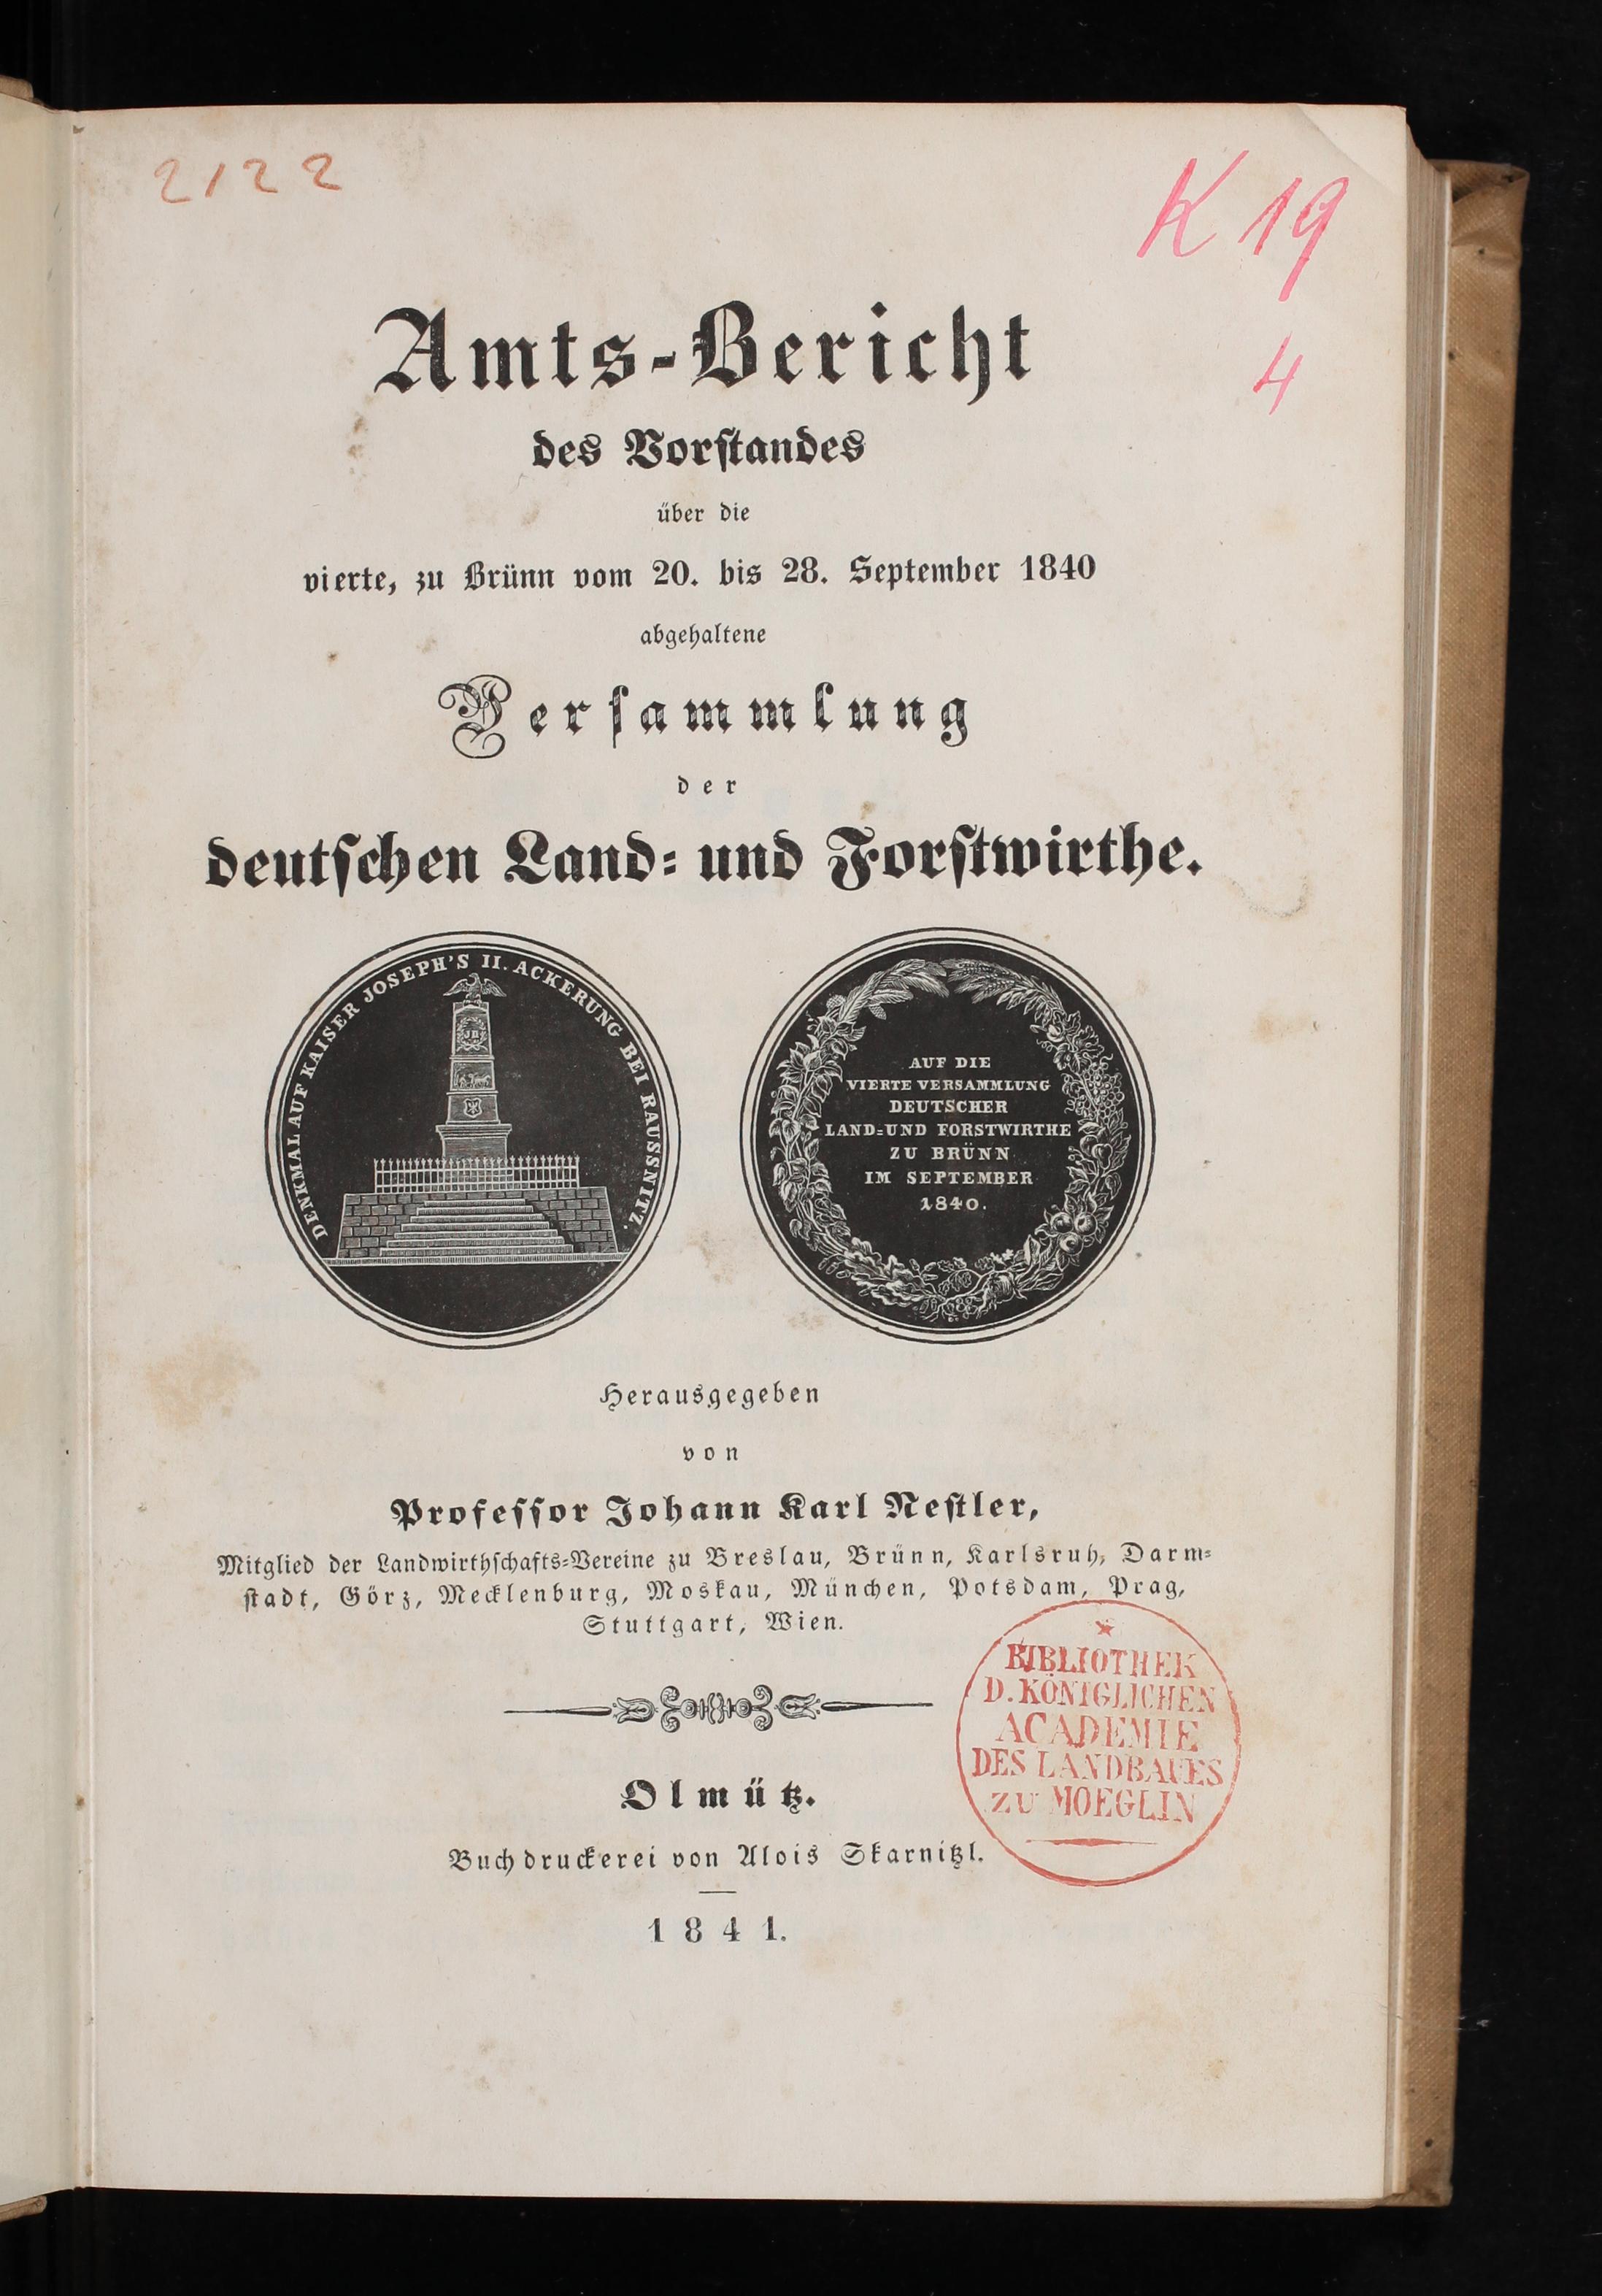 2122
K 19
4
Amts-Bericht
des Vorſtandes
über die
vierte, zu Brünn vom 20. bis 28. September 1840
abgehaltene
Verſammlung
der
deutſchen Land= und Forſtwirthe.
DENKMAL AUF KAISER JOSEPH'S II. ACKERUNG BEI RAUSSNITZ.
AUF DIE
VIERTE VERSAMMLUNG
DEUTSCHER
LAND=UND FORSTWIRTHE
ZU BRÜNN
IM SEPTEMBER
1840.
Herausgegeben
von
Profeſſor Johann Karl Neſtler,
Mitglied der Landwirthſchafts=Vereine zu Breslau, Brünn, Karlsruh, Darm=
ſtadt, Görz, Mecklenburg, Moskau, München, Potsdam, Prag,
Stuttgart, Wien.
BIBLIOTHEK
D. KÖNIGLICHEN
ACADEMIE
DES LANDBAUES
ZU MOEGLIN
Olmütz.
Buchdruckerei von Alois Skarnitzl.
1841.